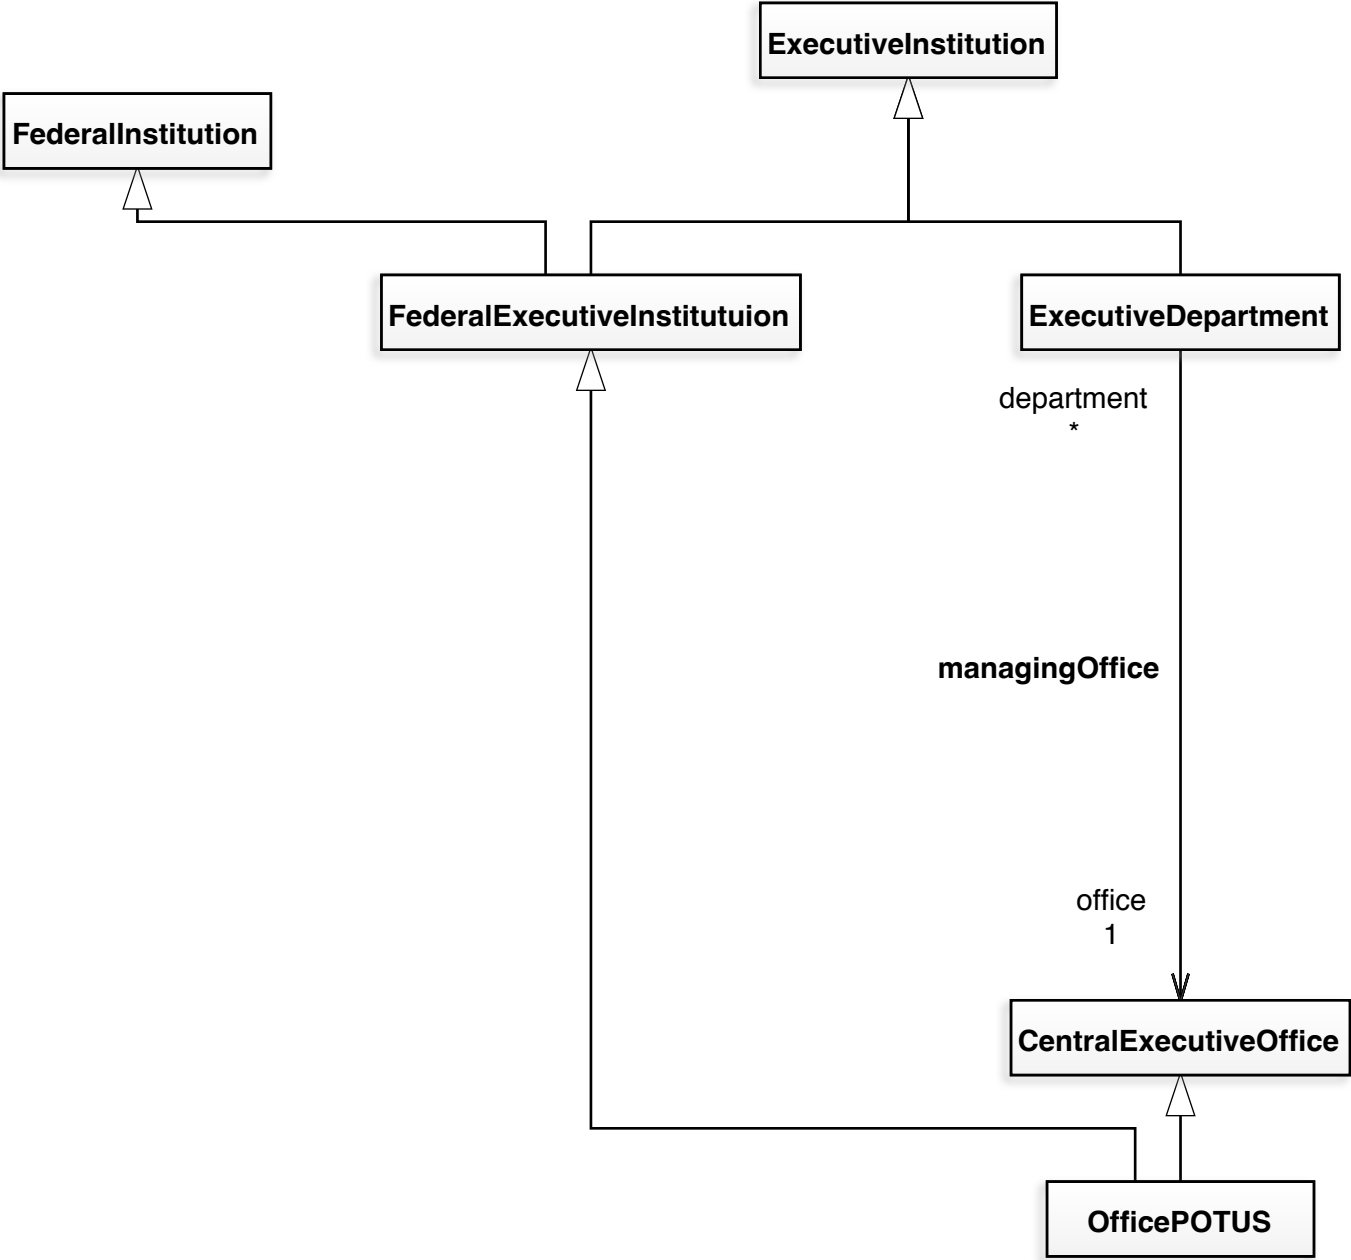 ExecutiveInstitution
FederalInstitution
FederalExecutiveInstitutuion
ExecutiveDepartment
department
*
managingOffice
office
1
CentralExecutiveOffice
OfficePOTUS